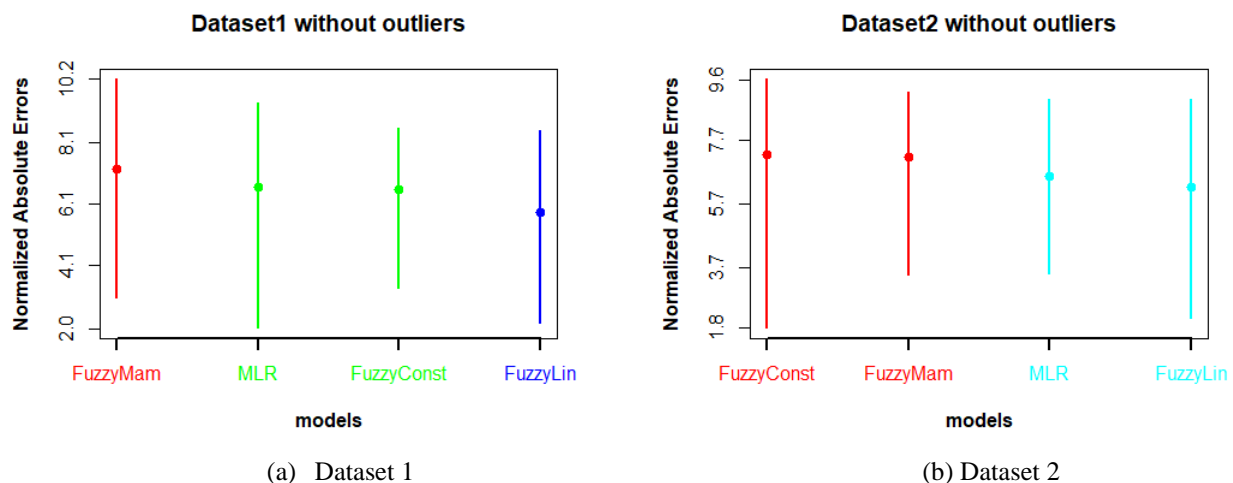 Dataset1 without outliers
Normalized Absolute Errors
10.2
8.1
6.1
4.1
2.0
FuzzyMam MLR FuzzyConst FuzzyLin
models
(a) Dataset 1
Dataset2 without outliers
Normalized Absolute Errors
9.6
7.7
5.7
3.7
1.8
FuzzyConst FuzzyMam MLR FuzzyLin
models
(b) Dataset 2